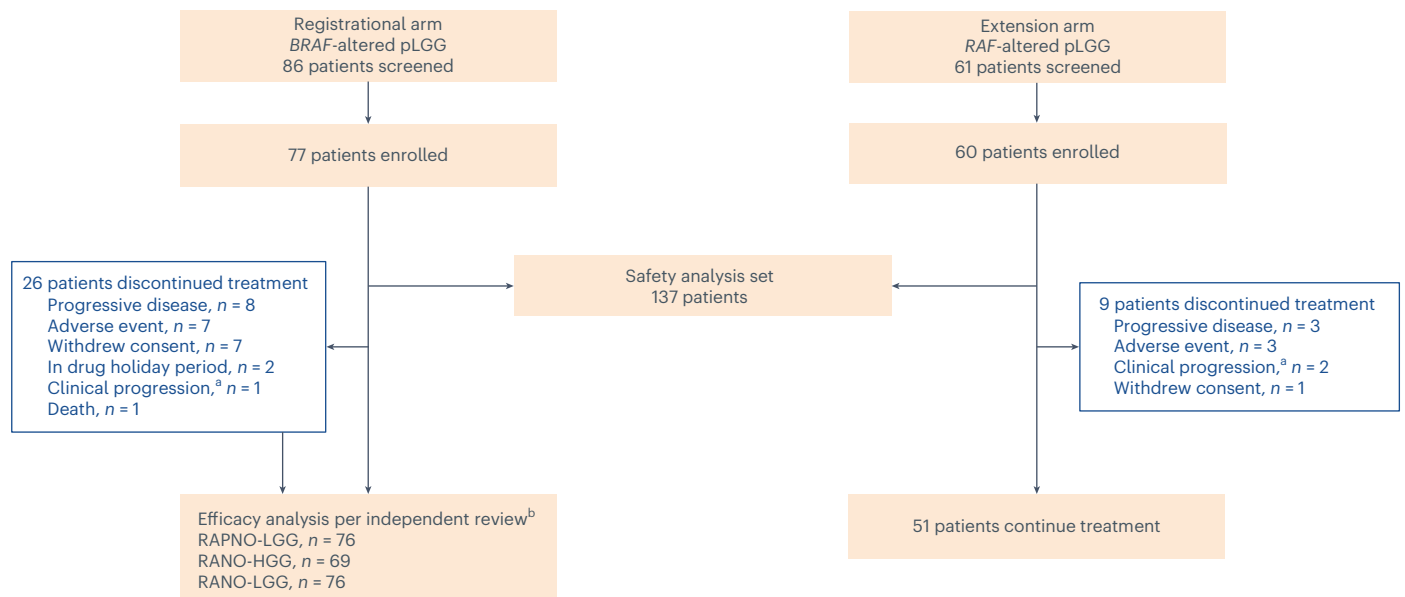 Registrational arm
BRAF-altered pLGG
86 patients screened
77 patients enrolled
26 patients discontinued treatment
Progressive disease, n = 8
Adverse event, n = 7
Withdrew consent, n = 7
In drug holiday period, n = 2
Clinical progression,a n = 1
Death, n = 1
Efficacy analysis per independent reviewb
RAPNO-LGG, n = 76
RANO-HGG, n = 69
RANO-LGG, n = 76
Safety analysis set
137 patients
Extension arm
RAF-altered pLGG
61 patients screened
60 patients enrolled
9 patients discontinued treatment
Progressive disease, n = 3
Adverse event, n = 3
Clinical progression,a n = 2
Withdrew consent, n = 1
51 patients continue treatment